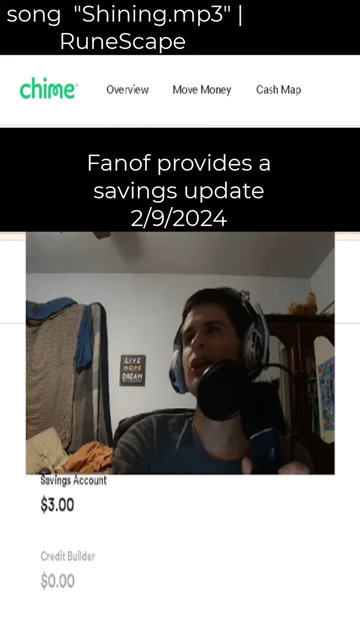 song "Shining.mp3" |
RuneScape
chime
Overview Move Money Cash Map
Fanof provides a
savings update
2/9/2024
LIVE
HOPE
DREAM
Savings Account
$3.00
Credit Builder
$0.00